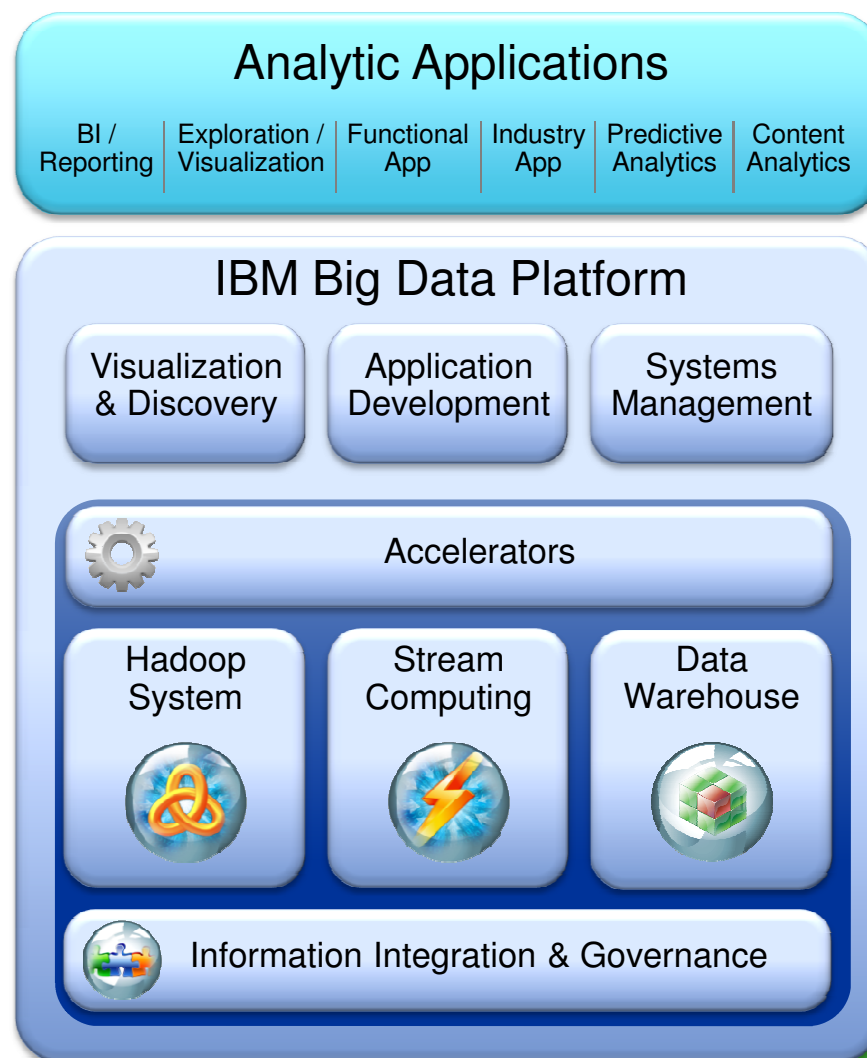 Analytic Applications
BI /
Reporting
Exploration /
Visualization
Functional
App
Industry
App
Predictive
Analytics
Content
Analytics
IBM Big Data Platform
Visualization
& Discovery
Application
Development
Systems
Management
Accelerators
Hadoop
System
Stream
Computing
Data
Warehouse
Information Integration & Governance